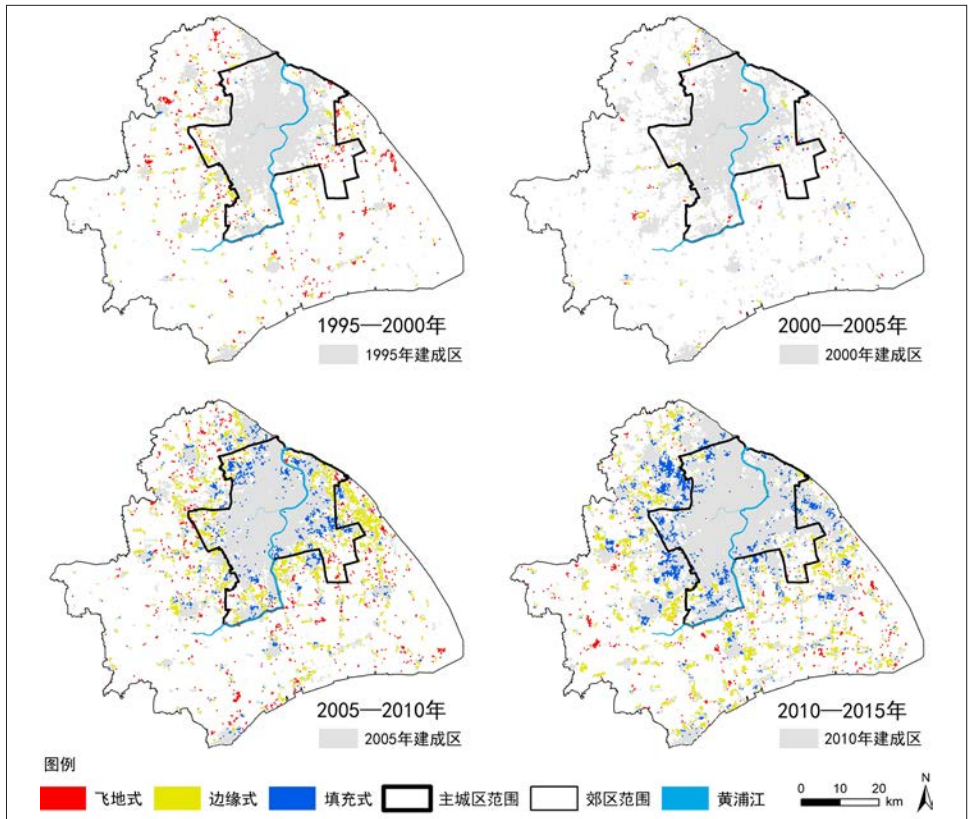 1995—2000年
1995年建成区
2000—2005年
2000年建成区
2005—2010年
2005年建成区
2010—2015年
2010年建成区
图例
飞地式
边缘式
填充式
主城区范围
郊区范围
黄浦江
0 10 20
km
N